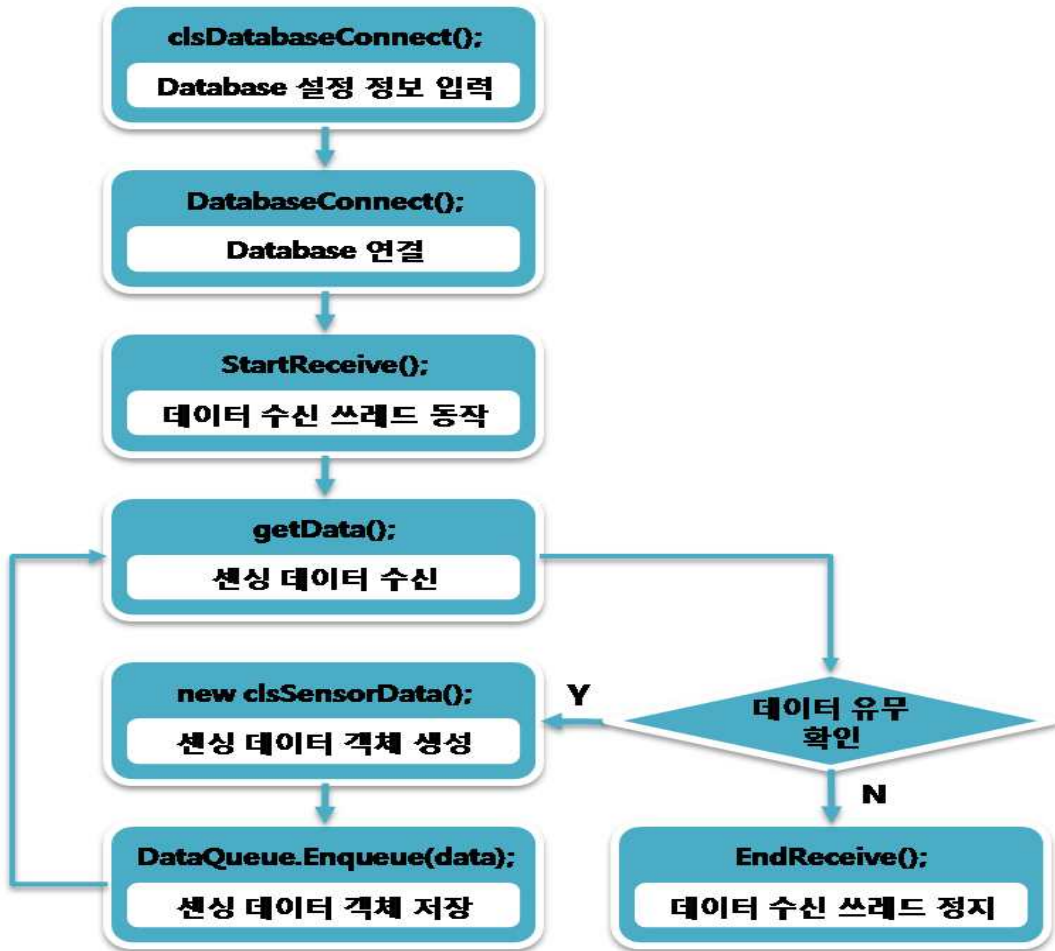 clsDatabaseConnect();
Database 설정 정보 입력
DatabaseConnect();
Database 연결
StartReceive();
데이터 수신 쓰레드 동작
getData();
센싱 데이터 수신
new clsSensorData();
센싱 데이터 객체 생성
Y
데이터 유무
확인
N
DataQueue.Enqueue(data);
센싱 데이터 객체 저장
EndReceive();
데이터 수신 쓰레드 정지